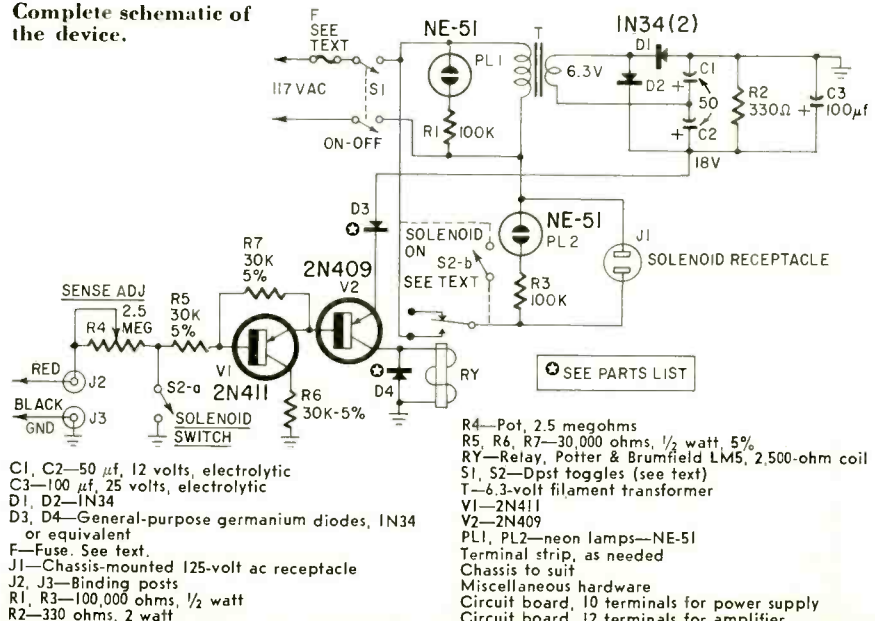 Complete schematic of
the device.
F
SEE
TEXT
117 VAC
S1
ON-OFF
NE-51
PL1
R1
100K
T
6.3V
1N34(2)
D1
D2
C1
+
50
+
C2
18V
R2
330Ω
+
C3
100µf
D3
SOLENOID
ON
S2-b
SEE TEXT
NE-51
PL2
R3
100K
J1
SOLENOID RECEPTACLE
R7
30K
5%
2N409
V2
SENSE ADJ
2.5
MEG
R4
R5
30K
5%
V1
2N411
R6
30K-5%
D4
RY
SEE PARTS LIST
RED
J2
BLACK
GND
J3
S2-a
SOLENOID
SWITCH
C1, C2—50 µf, 12 volts, electrolytic
C3—100 µf, 25 volts, electrolytic
D1, D2—1N34
D3, D4—General-purpose germanium diodes, 1N34
or equivalent
F—Fuse. See text.
J1—Chassis-mounted 125-volt ac receptacle
J2, J3—Binding posts
R1, R3—100,000 ohms, 1/2 watt
R2—330 ohms, 2 watt
R4—Pot, 2.5 megohms
R5, R6, R7—30,000 ohms, 1/2 watt, 5%
RY—Relay, Potter & Brumfield LM5, 2,500-ohm coil
S1, S2—Dpst toggles (see text)
T—6.3-volt filament transformer
V1—2N411
V2—2N409
PL1, PL2—neon lamps—NE-51
Terminal strip, as needed
Chassis to suit
Miscellaneous hardware
Circuit board, 10 terminals for power supply
Circuit board, 12 terminals for amplifier